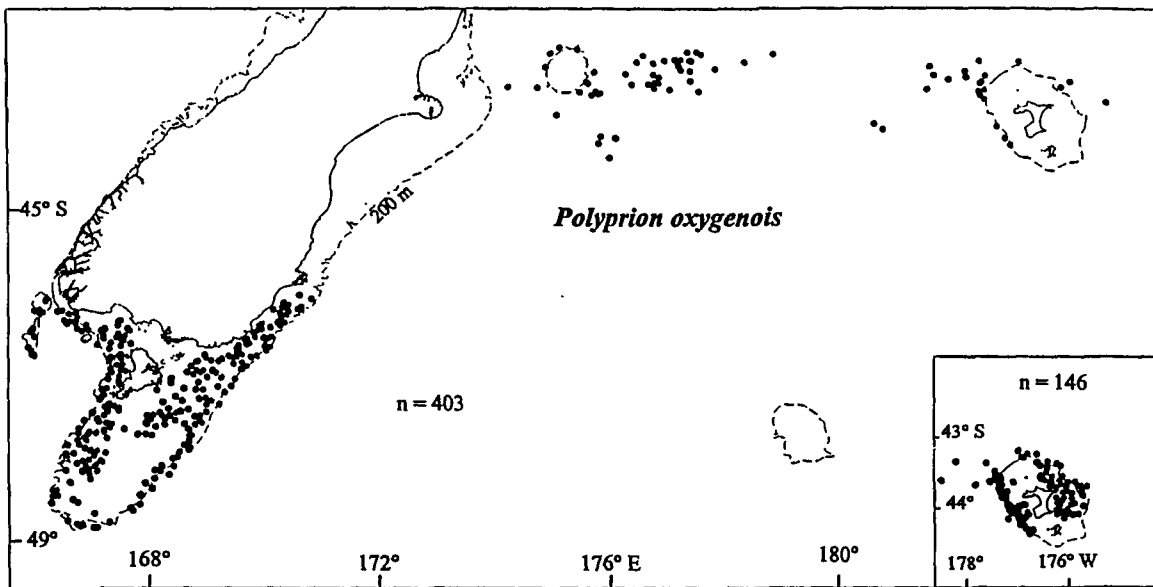 200 m
45° S
Polyprion oxygenois
n = 403
n = 146
43° S
44°
49°
168°
172°
176° E
180°
178°
176° W